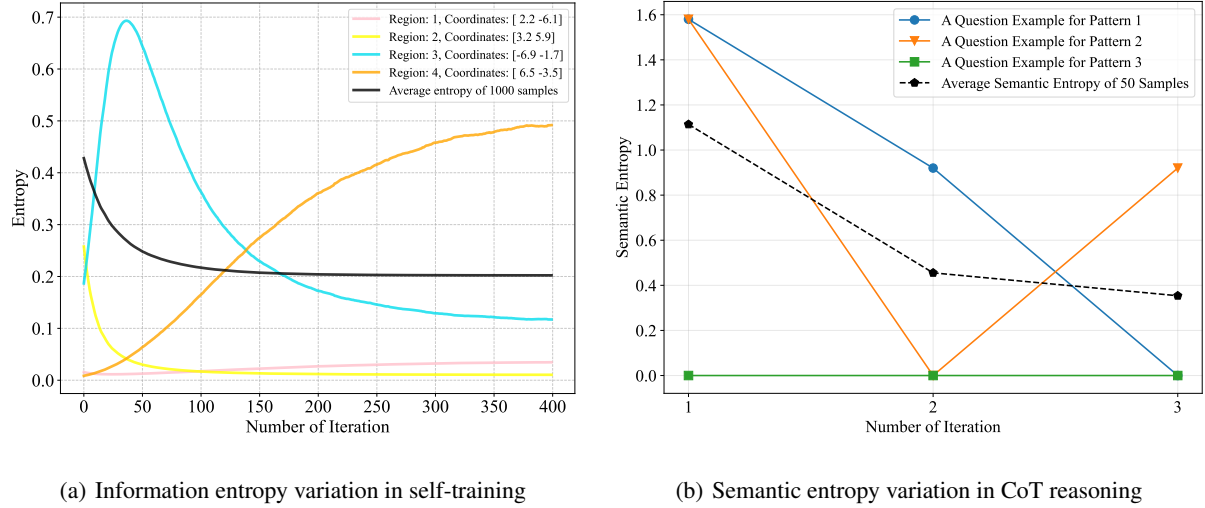 0.7
0.6
0.5
0.4
0.3
0.2
0.1
0.0
Entropy
0 50 100 150 200 250 300 350 400
Number of Iteration
Region: 1, Coordinates: [ 2.2 -6.1]
Region: 2, Coordinates: [3.2 5.9]
Region: 3, Coordinates: [-6.9 -1.7]
Region: 4, Coordinates: [ 6.5 -3.5]
Average entropy of 1000 samples
(a) Information entropy variation in self-training
1.6
1.4
1.2
1.0
0.8
0.6
0.4
0.2
0.0
Semantic Entropy
1 2 3
Number of Iteration
A Question Example for Pattern 1
A Question Example for Pattern 2
A Question Example for Pattern 3
Average Semantic Entropy of 50 Samples
(b) Semantic entropy variation in CoT reasoning